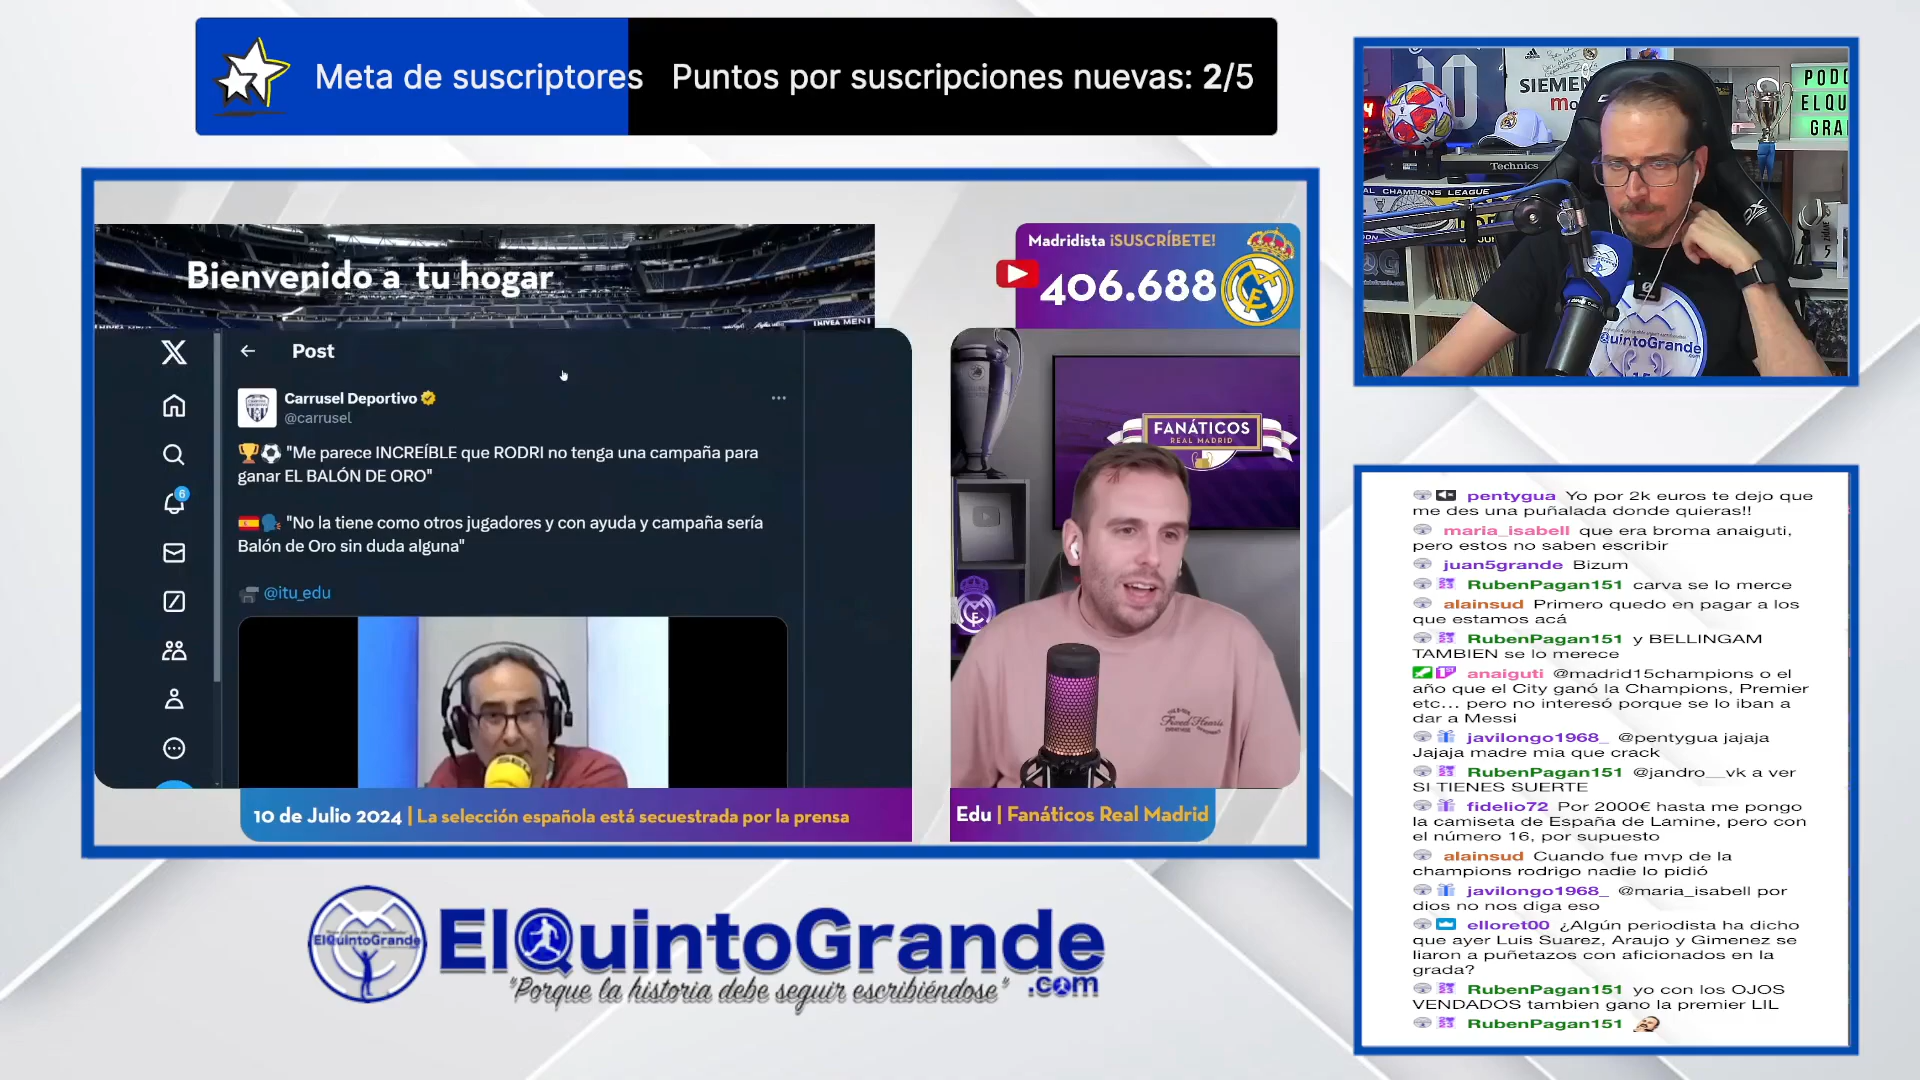 Meta de suscriptores
Puntos por suscripciones nuevas: 2/5
Bienvenido a tu hogar
Madridista ¡SUSCRÍBETE!
406.688
Post
Carrusel Deportivo
@carrusel
"Me parece INCREÍBLE que RODRI no tenga una campaña para
ganar EL BALÓN DE ORO"
"No la tiene como otros jugadores y con ayuda y campaña sería
Balón de Oro sin duda alguna"
@itu_edu
6
FANÁTICOS
REAL MADRID
10 de Julio 2024 | La selección española está secuestrada por la prensa
Edu | Fanáticos Real Madrid
ElQuintoGrande
ElQuintoGrande
.com
"Porque la historia debe seguir escribiéndose"
10
SIEMEN
mo
Technics
AL CHAMPIONS LEAGUE
PODC
ELQU
GRA
QuintoGrande
pentygua Yo por 2k euros te dejo que
me des una puñalada donde quieras!!
maria_isabell que era broma anaiguti,
pero estos no saben escribir
juan5grande Bizum
RubenPagan151 carva se lo merce
alainsud Primero quedo en pagar a los
que estamos acá
RubenPagan151 y BELLINGAM
TAMBIEN se lo merece
anaiguti @madrid15champions o el
año que el City ganó la Champions, Premier
etc... pero no interesó porque se lo iban a
dar a Messi
javilongo1968_ @pentygua jajaja
Jajaja madre mia que crack
RubenPagan151 @jandro__vk a ver
SI TIENES SUERTE
fidelio72 Por 2000€ hasta me pongo
la camiseta de España de Lamine, pero con
el número 16, por supuesto
alainsud Cuando fue mvp de la
champions rodrigo nadie lo pidió
javilongo1968_ @maria_isabell por
dios no nos diga eso
elloret00 ¿Algún periodista ha dicho
que ayer Luis Suarez, Araujo y Gimenez se
liaron a puñetazos con aficionados en la
grada?
RubenPagan151 yo con los OJOS
VENDADOS tambien gano la premier LIL
RubenPagan151